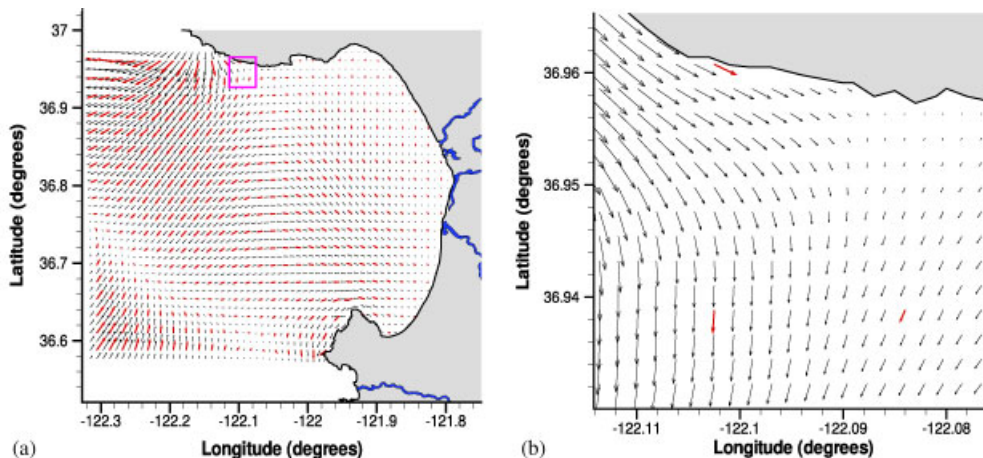 37
36.9
36.8
36.7
36.6
Latitude (degrees)
-122.3 -122.2 -122.1 -122 -121.9 -121.8
Longitude (degrees)
(a)
36.96
36.95
36.94
Latitude (degrees)
-122.11 -122.1 -122.09 -122.08
Longitude (degrees)
(b)